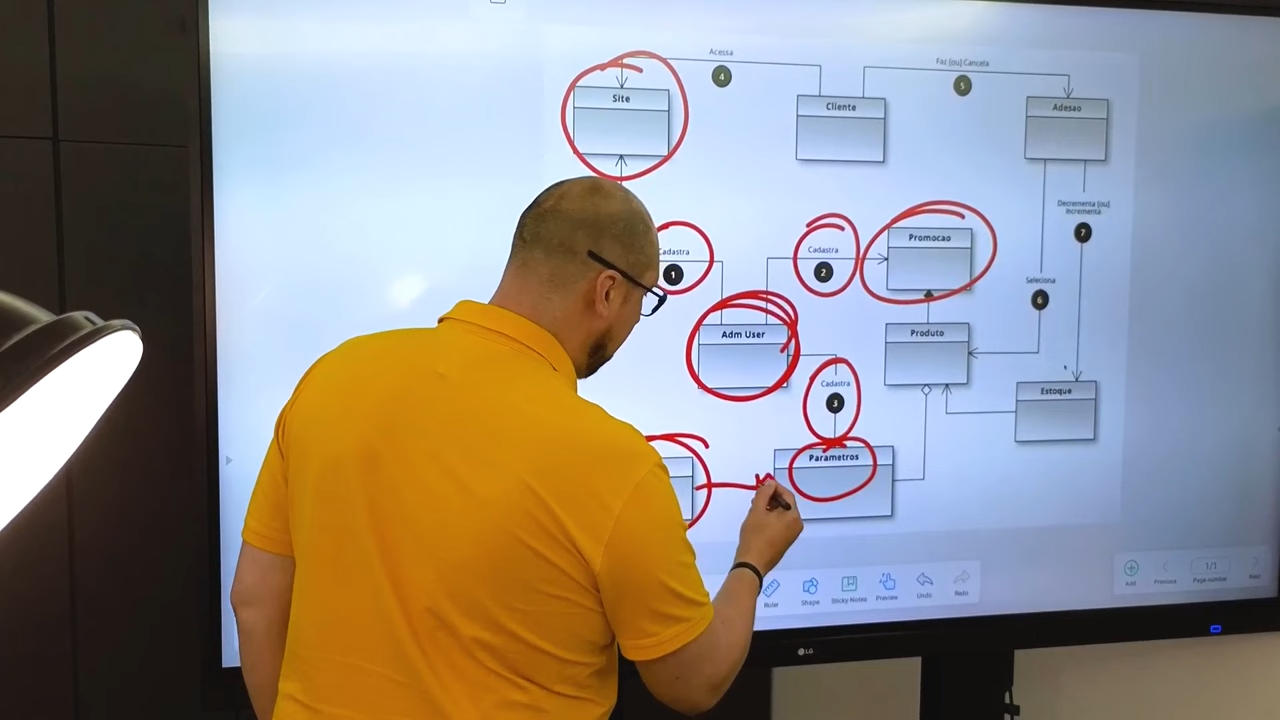 Acessa
4
Faz [ou] Cancela
5
Site
Cliente
Adesao
Decrementa [ou]
Incrementa
7
Cadastra
1
Cadastra
2
Promocao
Seleciona
6
Adm User
Produto
Cadastra
3
Estoque
Parametros
Ruler
Shape
Sticky Notes
Preview
Undo
Redo
Add
Previous
1/1
Page number
Next
LG